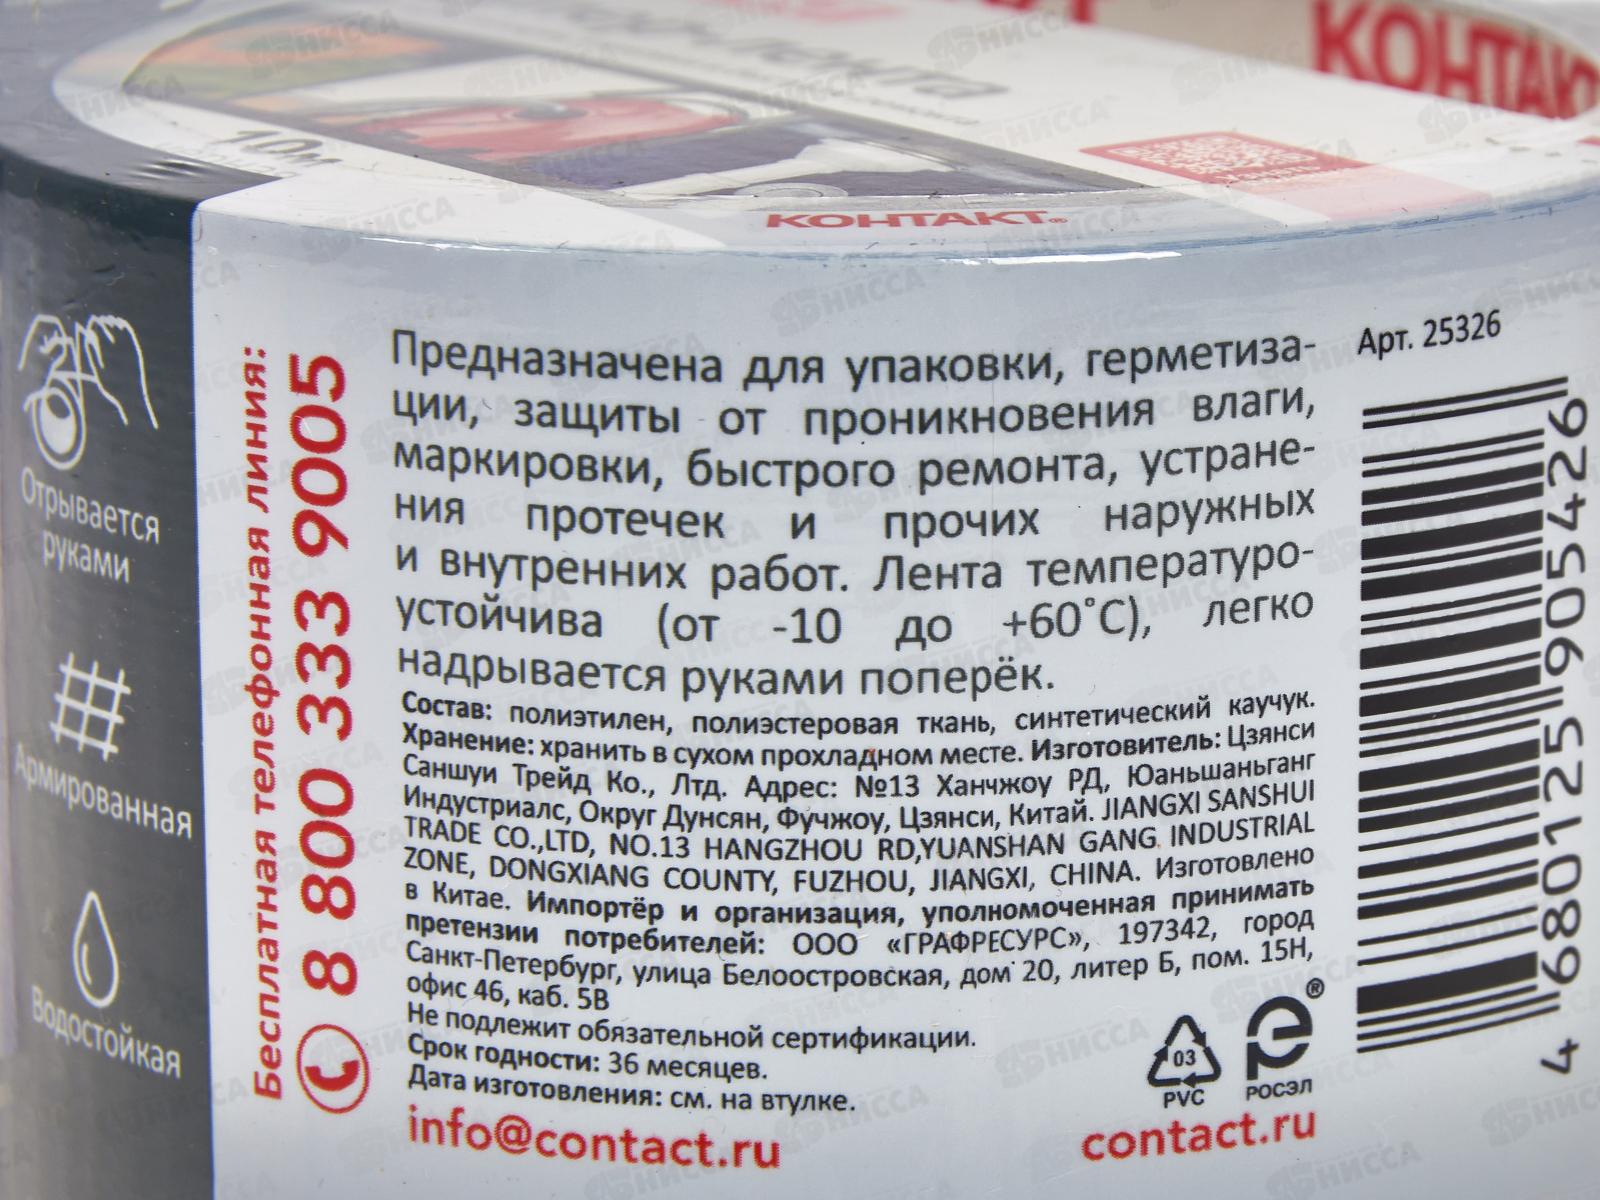 КОНТАКТ
10м
Узнать
КОНТАКТ®
Отрывается
руками
Армированная
Водостойкая
Бесплатная телефонная линия:
8 800 333 9005
Предназначена для упаковки, герметиза-
ции, защиты от проникновения влаги,
маркировки, быстрого ремонта, устране-
ния протечек и прочих наружных
и внутренних работ. Лента температуро-
устойчива (от -10 до +60˚С), легко
надрывается руками поперёк.
Состав: полиэтилен, полиэстеровая ткань, синтетический каучук.
Хранение: хранить в сухом прохладном месте. Изготовитель: Цзянси
Саншуи Трейд Ко., Лтд. Адрес: №13 Ханчжоу РД, Юаньшаньганг
Индустриалс, Округ Дунсян, Фучжоу, Цзянси, Китай. JIANGXI SANSHUI
TRADE CO.,LTD, NO.13 HANGZHOU RD,YUANSHAN GANG INDUSTRIAL
ZONE, DONGXIANG COUNTY, FUZHOU, JIANGXI, CHINA. Изготовлено
в Китае. Импортёр и организация, уполномоченная принимать
претензии потребителей: ООО «ГРАФРЕСУРС», 197342, город
Санкт-Петербург, улица Белоостровская, дом 20, литер Б, пом. 15Н,
офис 46, каб. 5В
Не подлежит обязательной сертификации.
Срок годности: 36 месяцев.
Дата изготовления: см. на втулке.
info@contact.ru
Арт. 25326
4 680125 905426
03
PVC
®
РОСЭЛ
contact.ru
НИССА